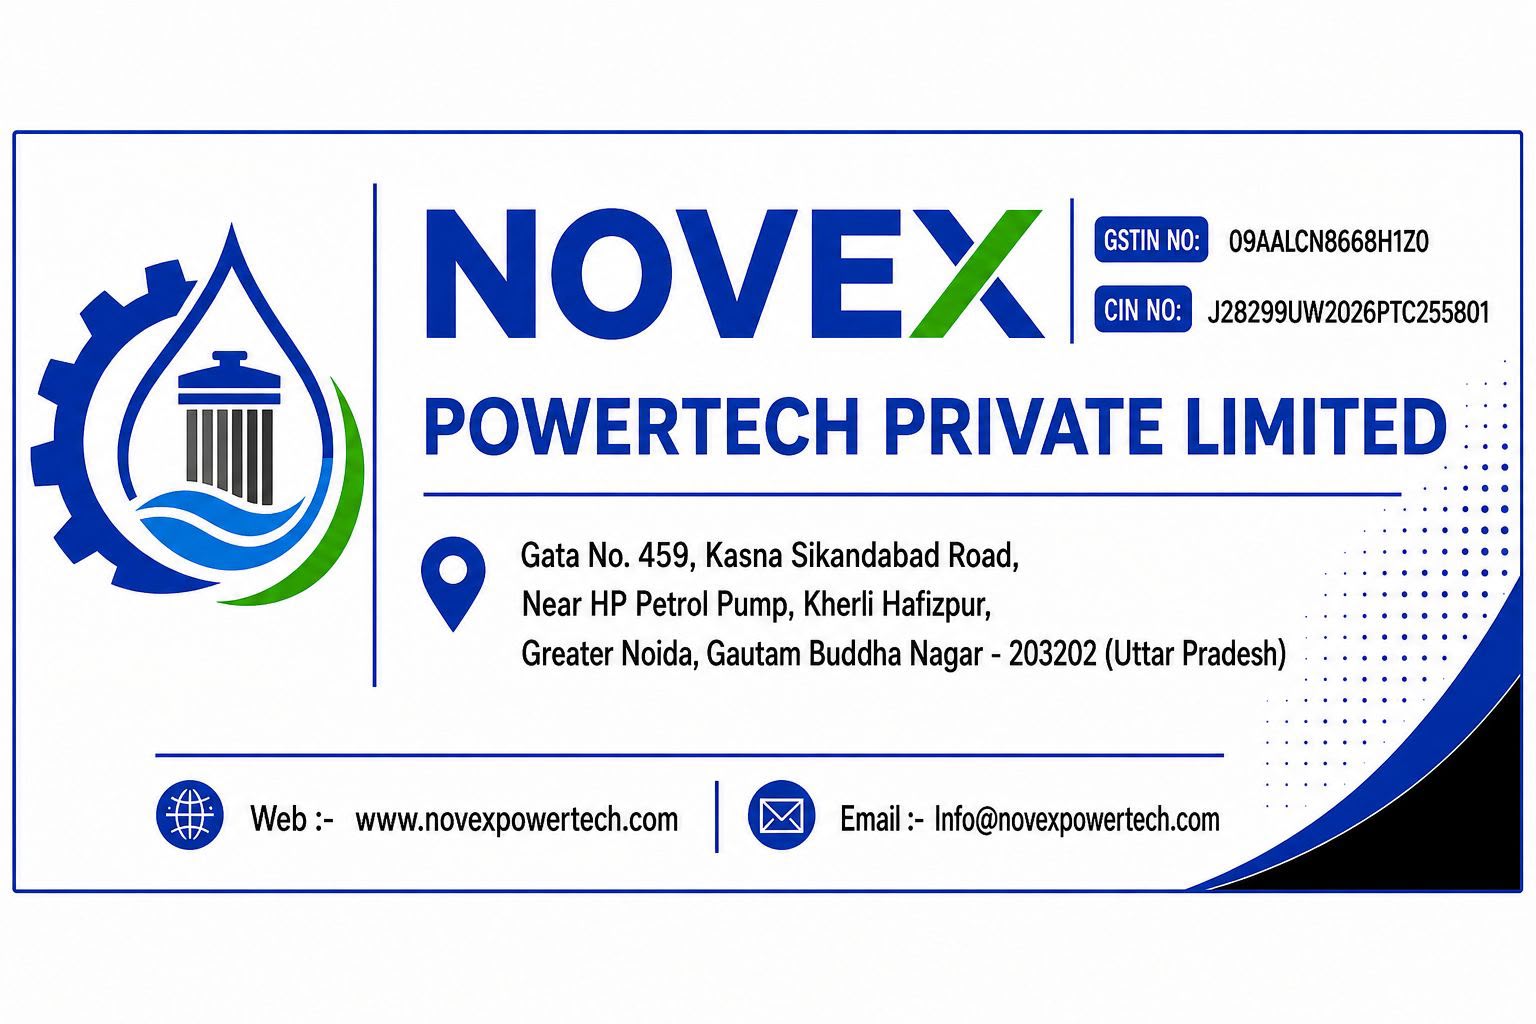 NOVEX
GSTIN NO: 09AALCN8668H1Z0
CIN NO: J28299UW2026PTC255801
POWERTECH PRIVATE LIMITED
Gata No. 459, Kasna Sikandabad Road,
Near HP Petrol Pump, Kherli Hafizpur,
Greater Noida, Gautam Buddha Nagar - 203202 (Uttar Pradesh)
Web :- www.novexpowertech.com
Email :- Info@novexpowertech.com